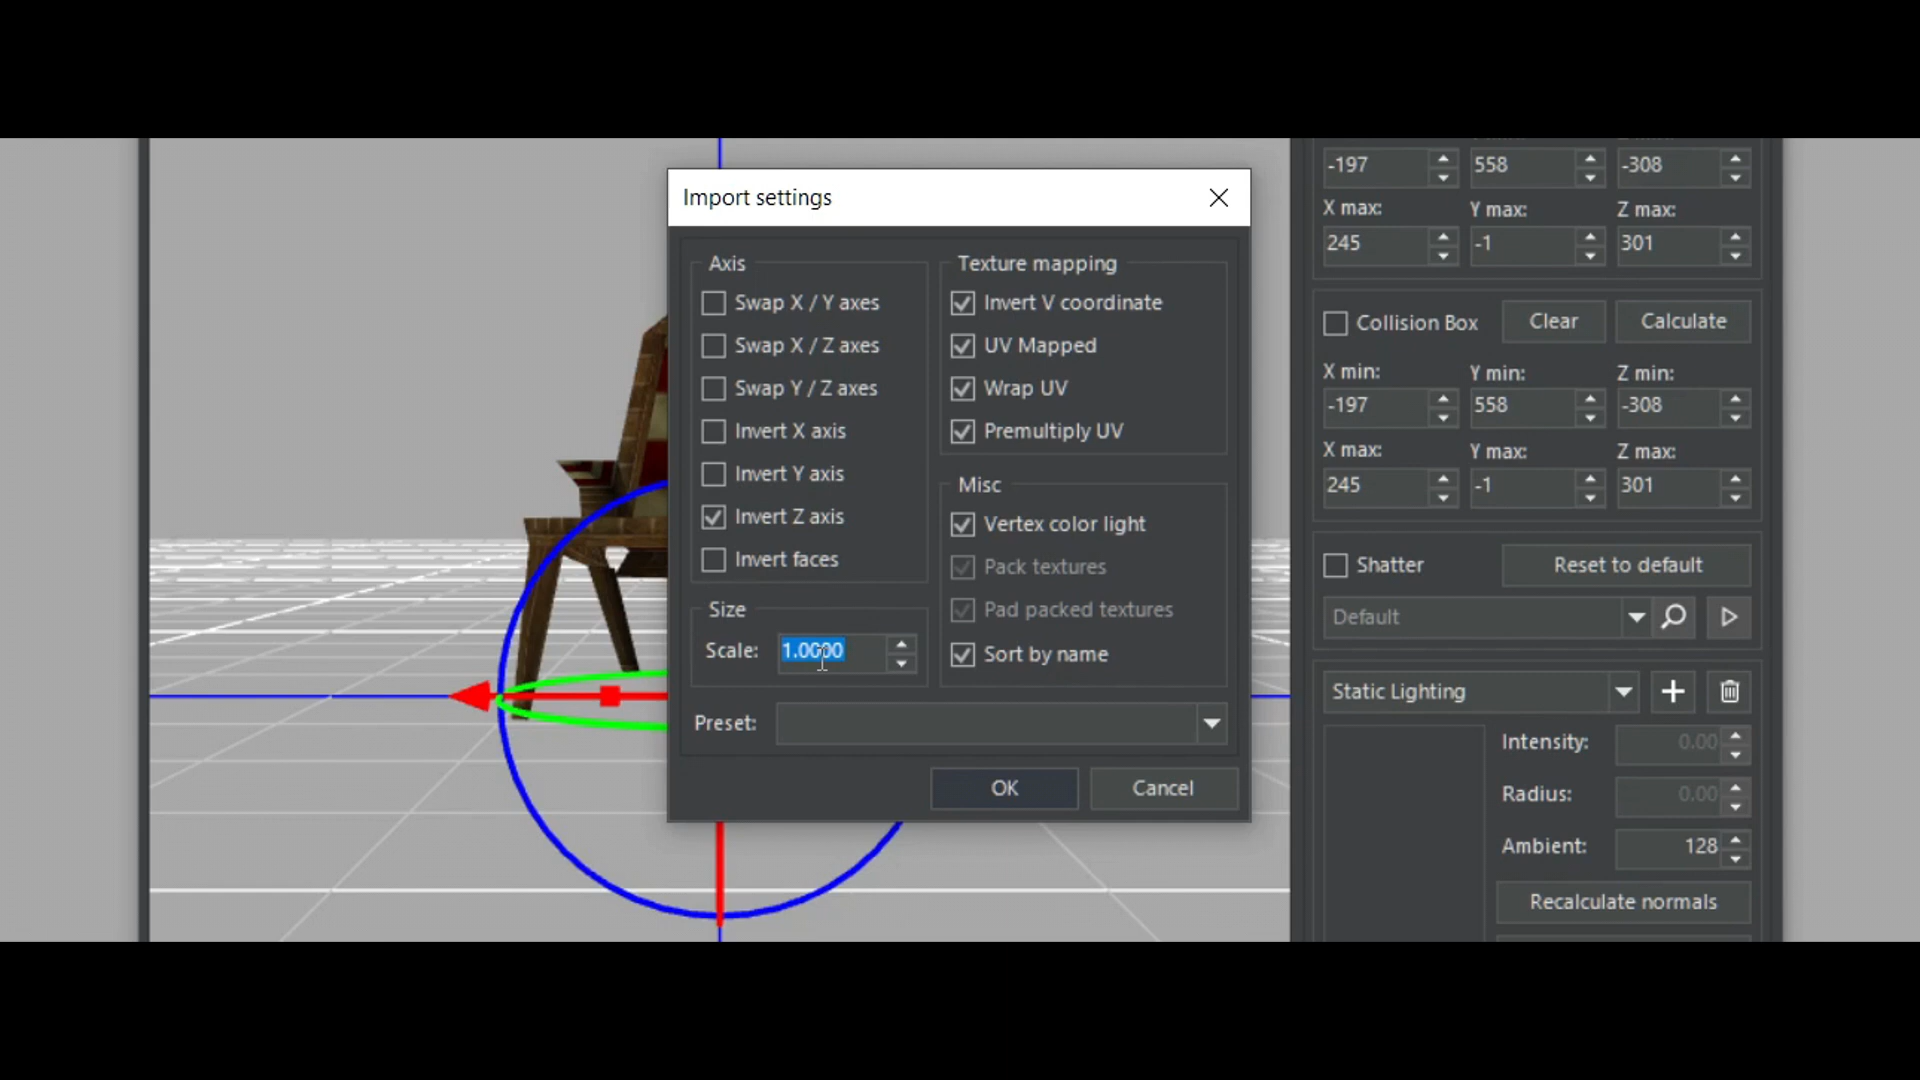 Import settings
Axis
Swap X / Y axes
Swap X / Z axes
Swap Y / Z axes
Invert X axis
Invert Y axis
Invert Z axis
Invert faces
Size
Scale: 1.0000
Texture mapping
Invert V coordinate
UV Mapped
Wrap UV
Premultiply UV
Misc
Vertex color light
Pack textures
Pad packed textures
Sort by name
Preset:
OK Cancel
-197 558 -308
X max: Y max: Z max:
245 -1 301
Collision Box Clear Calculate
X min: Y min: Z min:
-197 558 -308
X max: Y max: Z max:
245 -1 301
Shatter Reset to default
Default
Static Lighting
Intensity: 0.00
Radius: 0.00
Ambient: 128
Recalculate normals